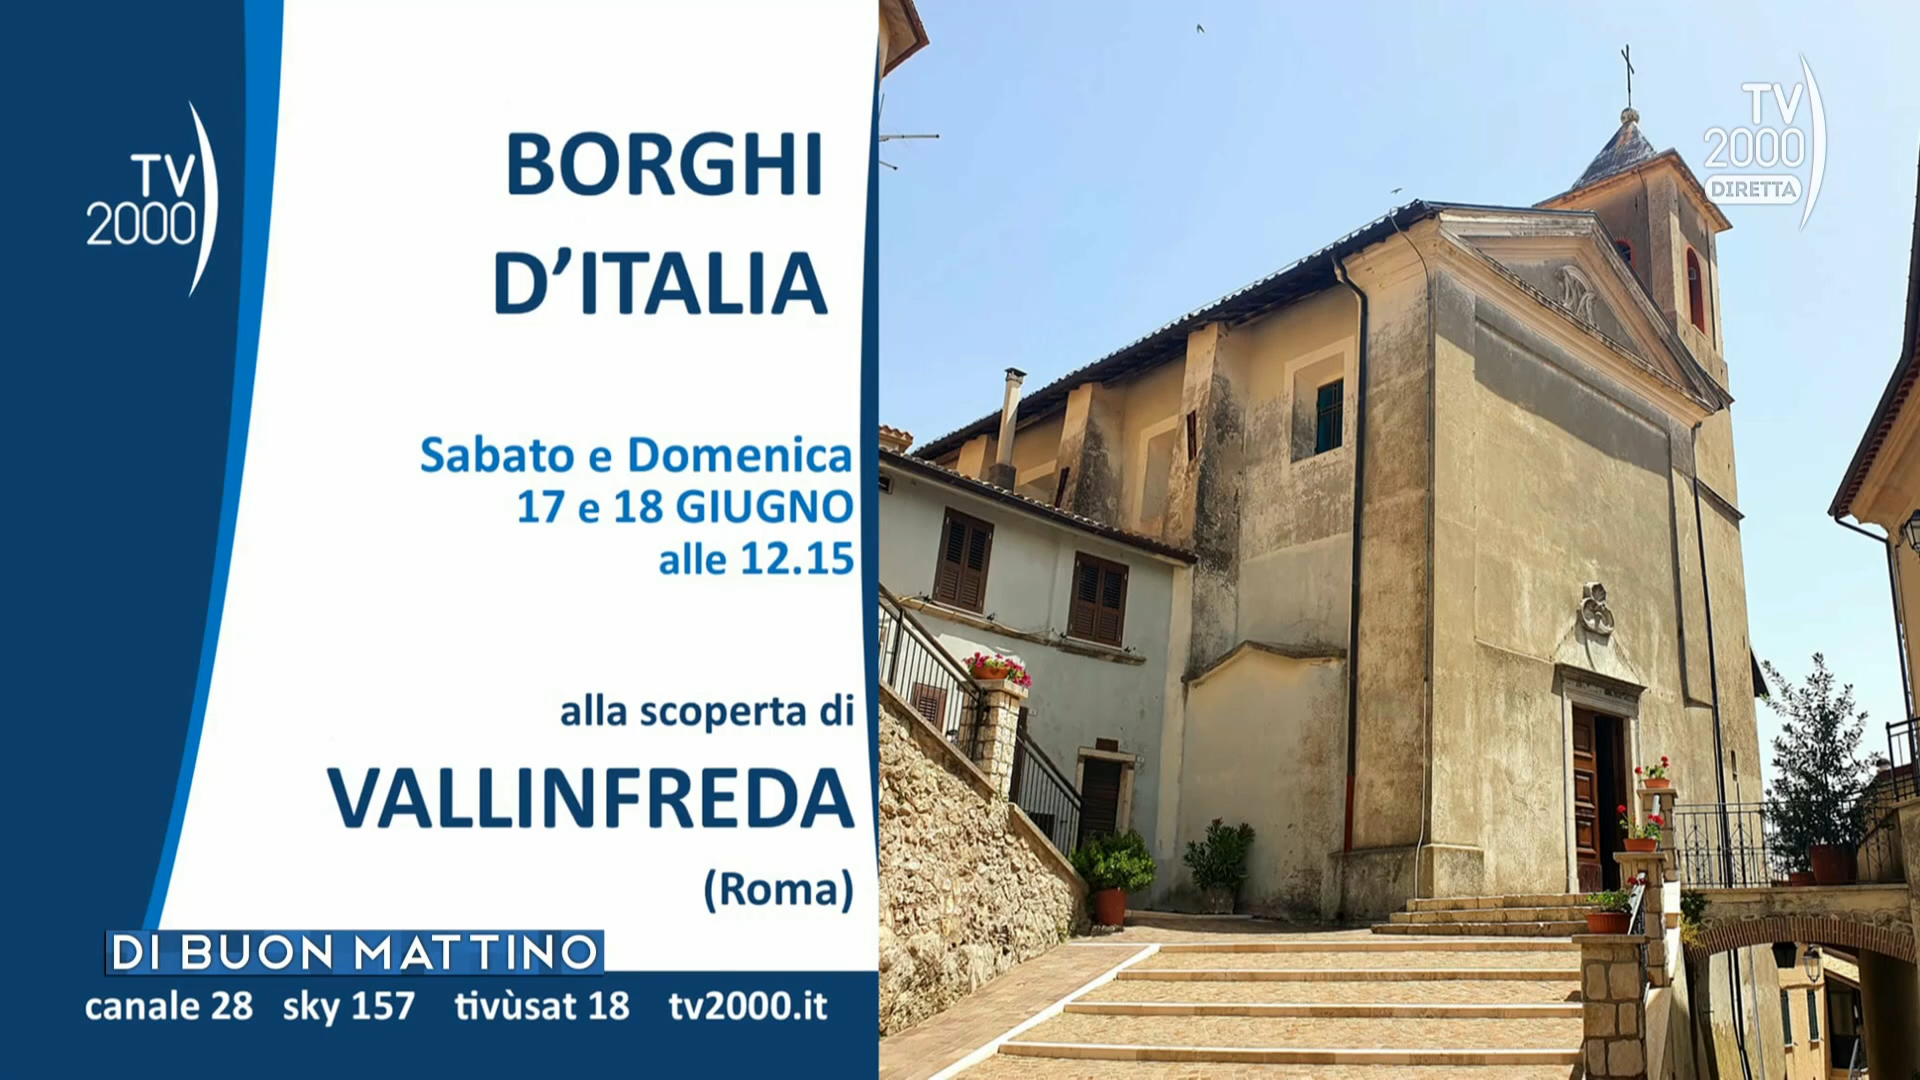 TV
2000
BORGHI
D’ITALIA
Sabato e Domenica
17 e 18 GIUGNO
alle 12.15
alla scoperta di
VALLINFREDA
(Roma)
DI BUON MATTINO
canale 28 sky 157 tivùsat 18 tv2000.it
TV
2000
DIRETTA